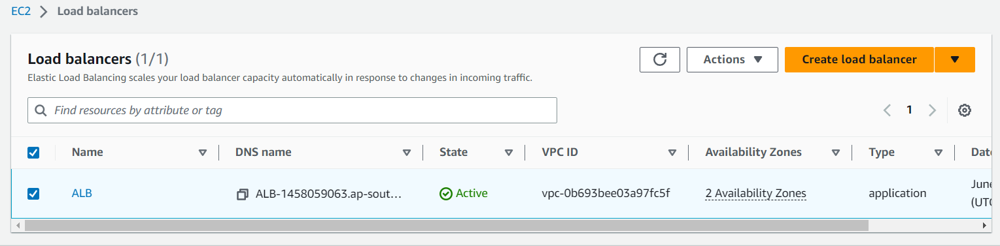 EC2 Load balancers
Load balancers (1/1)
Actions
Create load balancer
Elastic Load Balancing scales your load balancer capacity automatically in response to changes in incoming traffic.
Find resources by attribute or tag
1
Name DNS name State VPC ID Availability Zones Type Date
ALB ALB-1458059063.ap-sout... Active vpc-0b693bee03a97fc5f 2 Availability Zones application June
(UTC